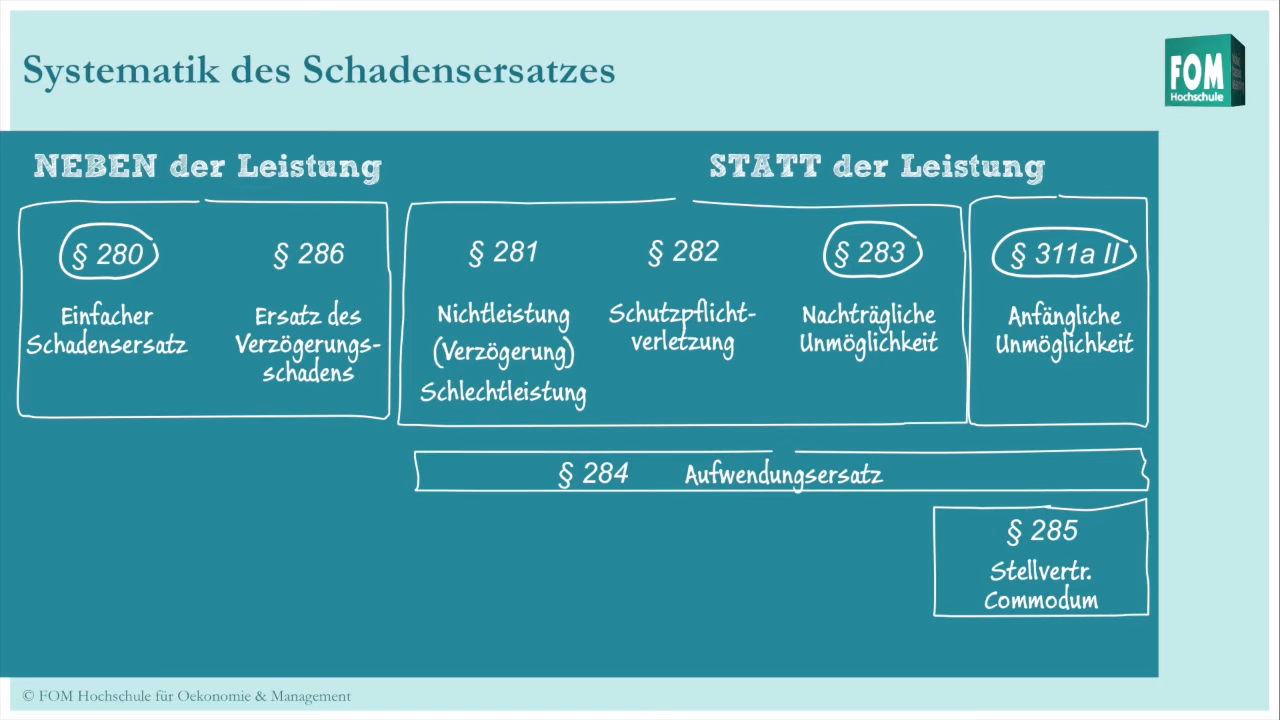 Systematik des Schadensersatzes
FOM
Hochschule
NEBEN der Leistung
STATT der Leistung
§ 280
Einfacher
Schadensersatz
§ 286
Ersatz des
Verzögerungs-
schadens
§ 281
Nichtleistung
(Verzögerung)
Schlechtleistung
§ 282
Schutzpflicht-
verletzung
§ 283
Nachträgliche
Unmöglichkeit
§ 311a II
Anfängliche
Unmöglichkeit
§ 284 Aufwendungsersatz
§ 285
Stellvertr.
Commodum
© FOM Hochschule für Oekonomie & Management